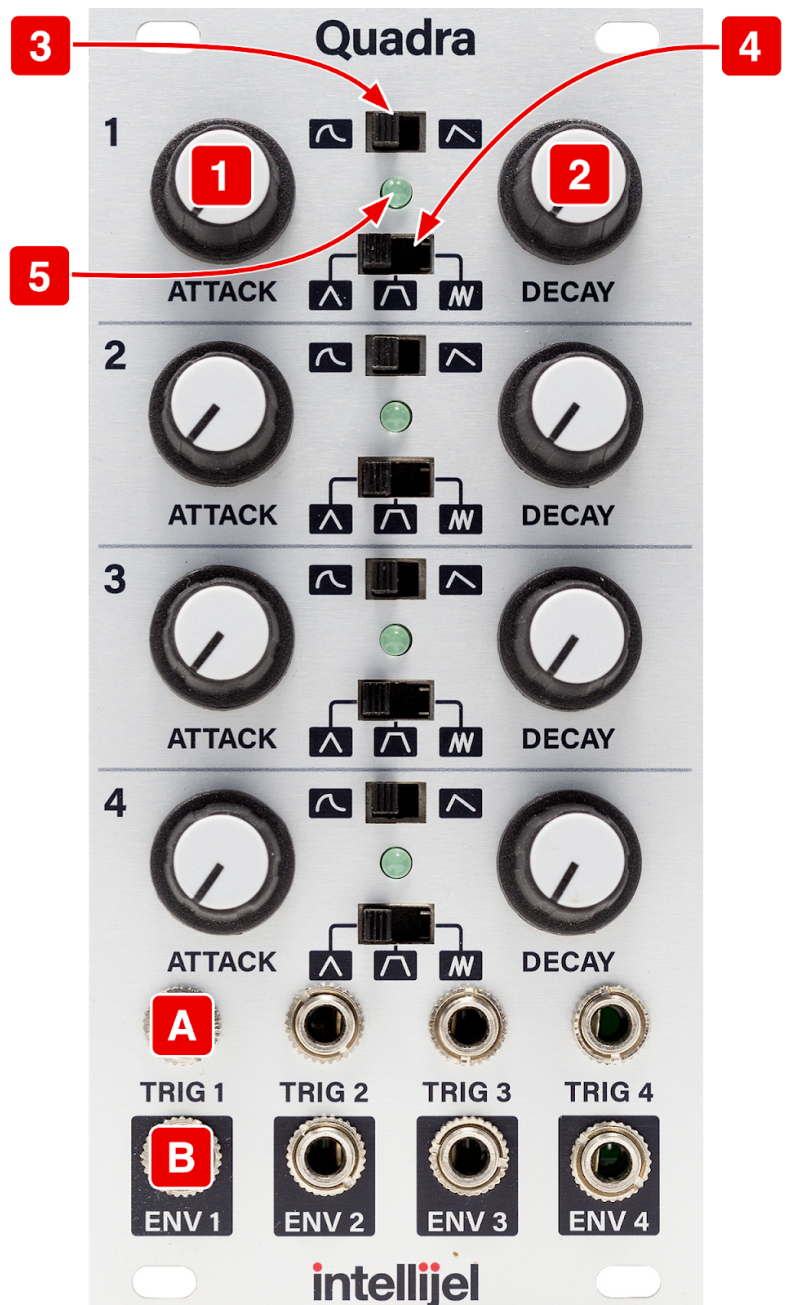 3
Quadra
4
1
1
2
5
ATTACK
DECAY
2
ATTACK
DECAY
3
ATTACK
DECAY
4
ATTACK
DECAY
A
TRIG 1 TRIG 2 TRIG 3 TRIG 4
B
ENV 1 ENV 2 ENV 3 ENV 4
intellijel